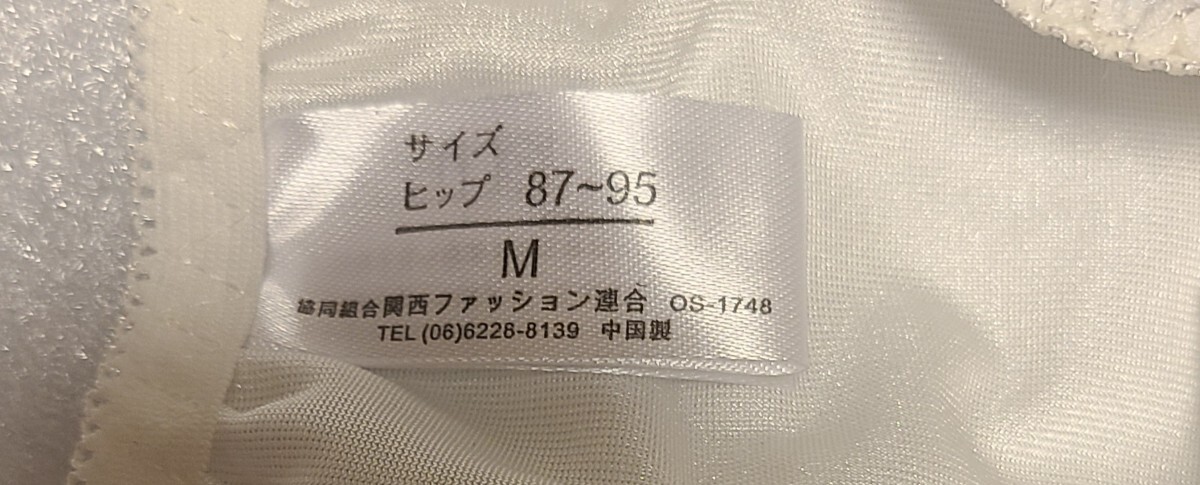 サイズ
ヒップ 87~95
M
協同組合関西ファッション連合 OS-1748
TEL (06)6228-8139 中国製